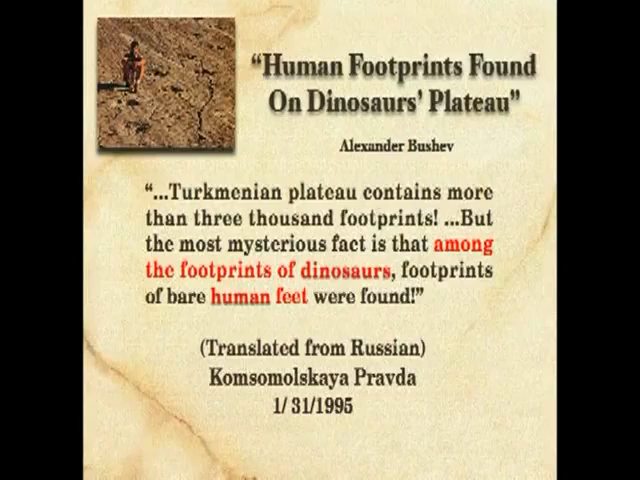 “Human Footprints Found
On Dinosaurs’ Plateau”
Alexander Bushev
“...Turkmenian plateau contains more
than three thousand footprints! ...But
the most mysterious fact is that among
the footprints of dinosaurs, footprints
of bare human feet were found!”
(Translated from Russian)
Komsomolskaya Pravda
1/ 31/1995